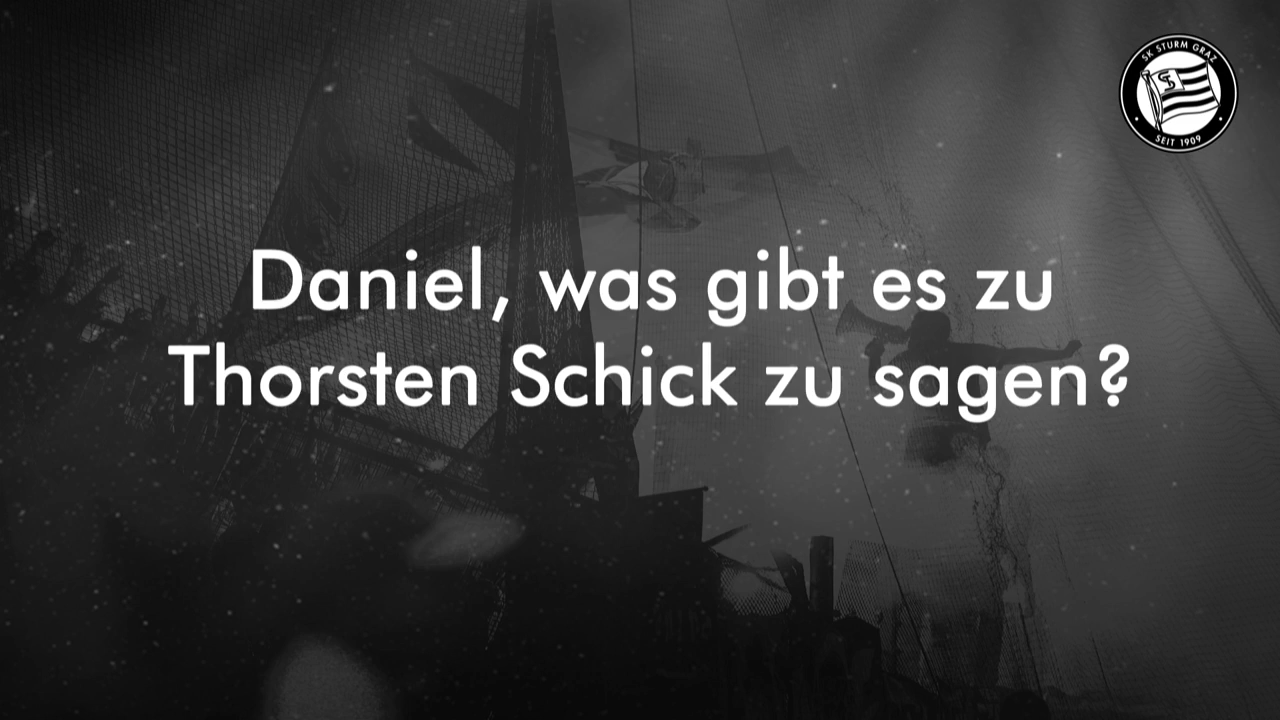 SK STURM GRAZ
SEIT 1909
Daniel, was gibt es zu
Thorsten Schick zu sagen?